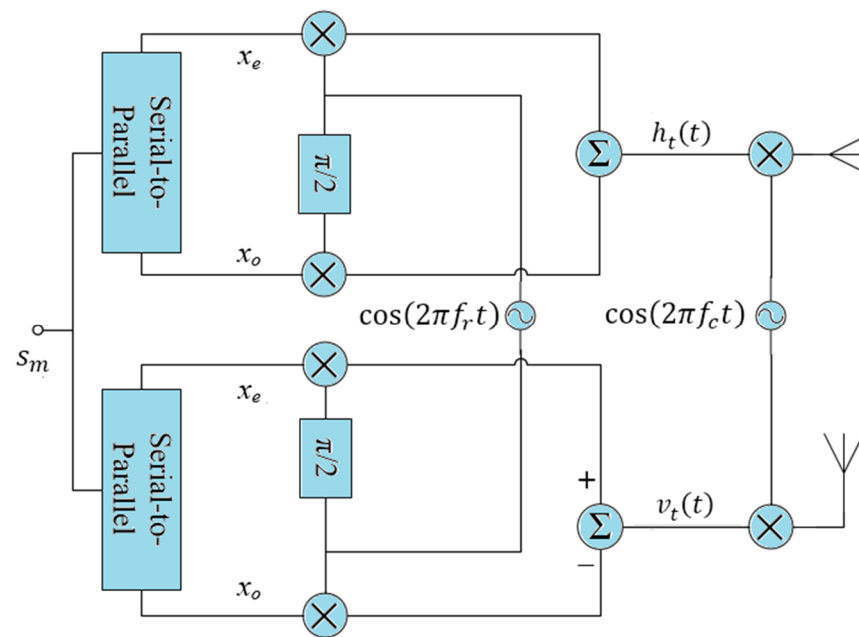 x_e
Serial-to-
Parallel
π/2
Σ
h_t(t)
x_o
cos(2πf_r t)
cos(2πf_c t)
s_m
x_e
Serial-to-
Parallel
π/2
+
Σ
v_t(t)
−
x_o